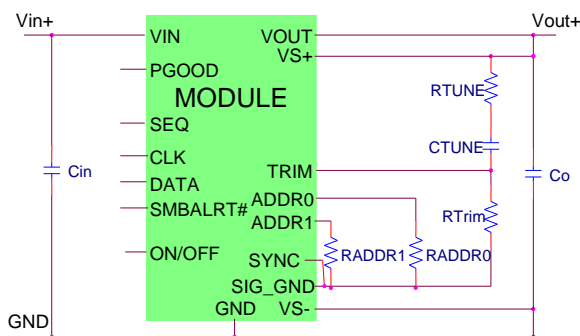 Vin+
Vout+
VIN
VOUT
VS+
PGOOD
RTUNE
MODULE
SEQ
CTUNE
CLK
TRIM
Cin
Co
DATA
ADDR0
SMBALRT#
RTrim
ADDR1
ON/OFF
RADDR1
RADDR0
SYNC
SIG_GND
GND
GND
VS-